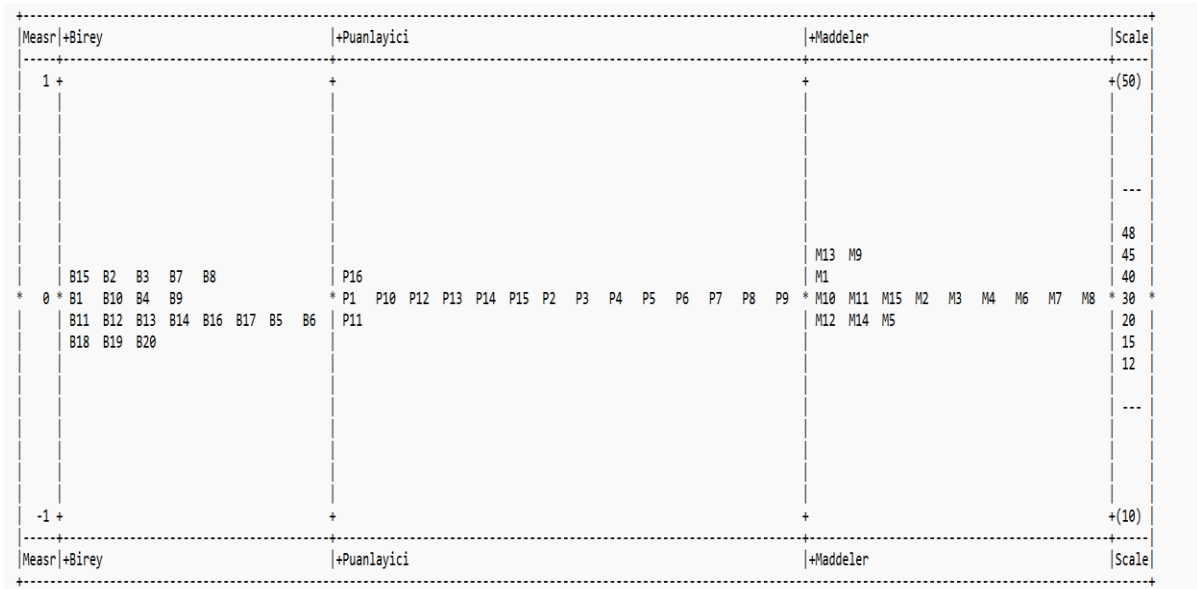 |Measr|+Birey |+Puanlayici |+Maddeler |Scale|
1 + + + +(50)
---
48
M13 M9 | 45
B15 B2 B3 B7 B8 | P16 | M1 | 40
* 0 * B1 B10 B4 B9 * P1 P10 P12 P13 P14 P15 P2 P3 P4 P5 P6 P7 P8 P9 * M10 M11 M15 M2 M3 M4 M6 M7 M8 * 30 *
B11 B12 B13 B14 B16 B17 B5 B6 | P11 | M12 M14 M5 | 20
B18 B19 B20 | 15
12
---
-1 + + + +(10)
|Measr|+Birey |+Puanlayici |+Maddeler |Scale|